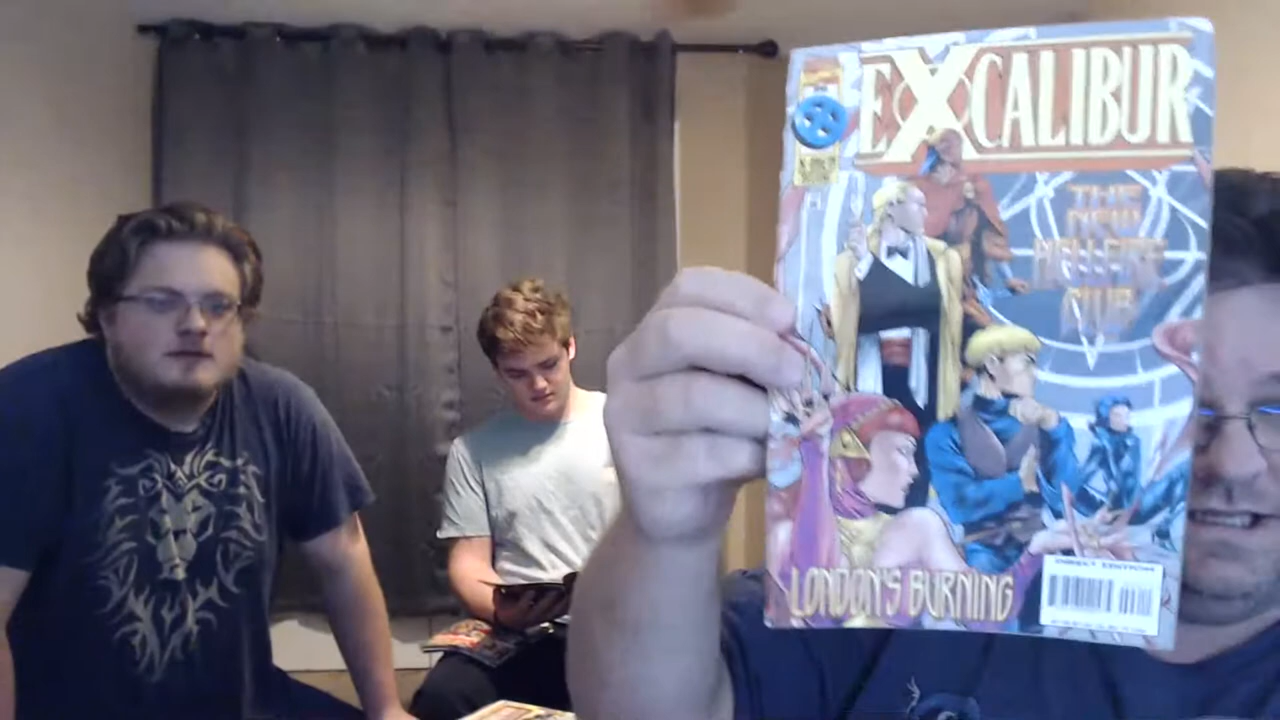 EXCALIBUR
THE
NEW
HELLFIRE
CLUB
LONDON'S BURNING
DIRECT EDITION